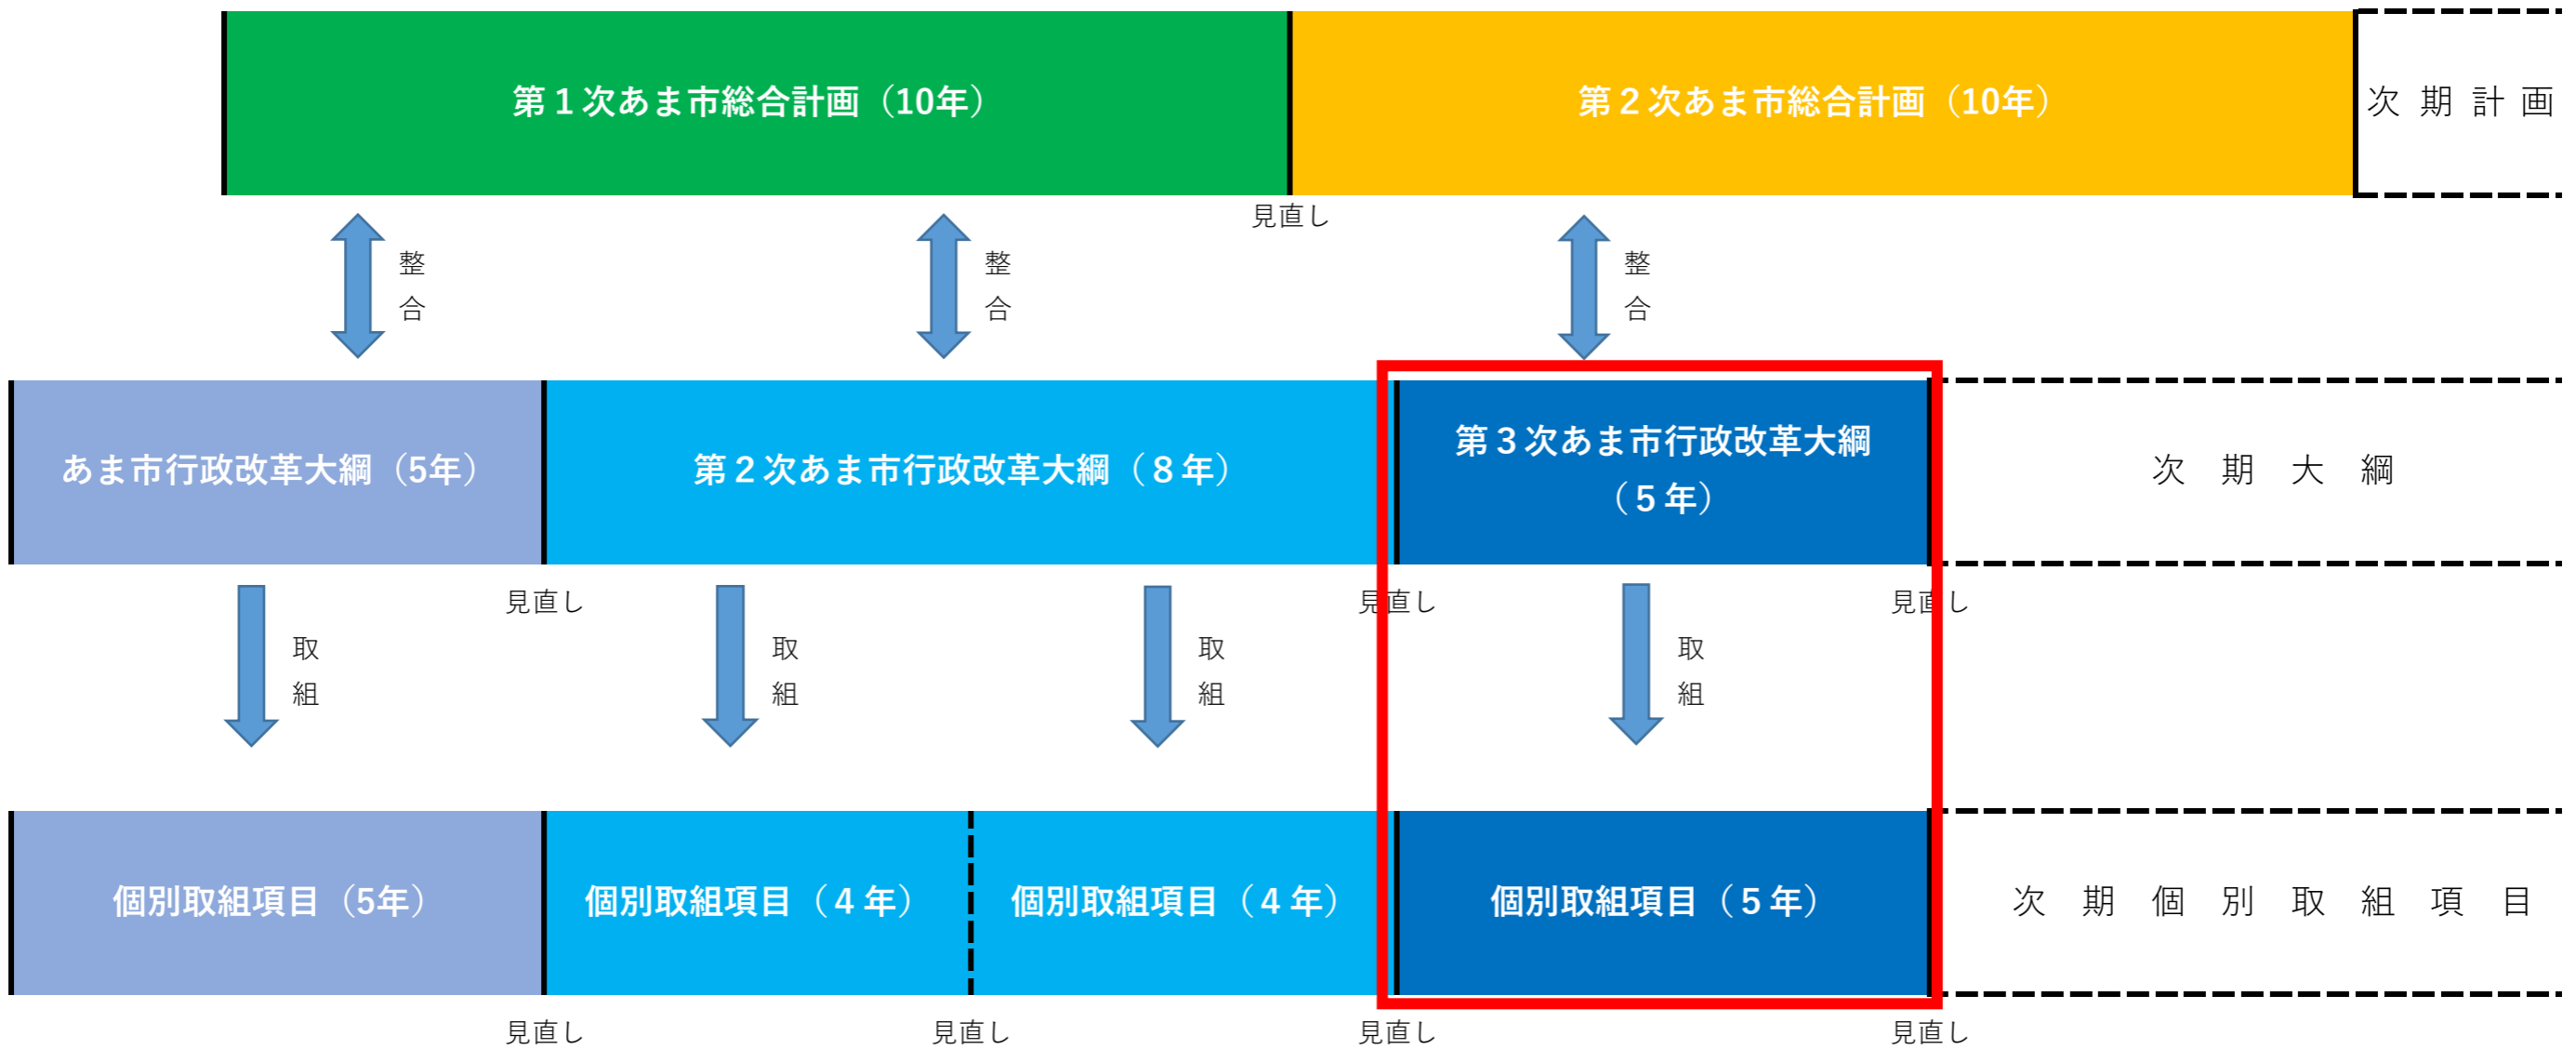 第１次あま市総合計画（10年）
第２次あま市総合計画（10年）
次期計画
見直し
整合
整合
整合
あま市行政改革大綱（5年）
第２次あま市行政改革大綱（８年）
第３次あま市行政改革大綱
（５年）
次期大綱
見直し
見直し
見直し
取組
取組
取組
取組
個別取組項目（5年）
個別取組項目（４年）
個別取組項目（４年）
個別取組項目（５年）
次期個別取組項目
見直し
見直し
見直し
見直し